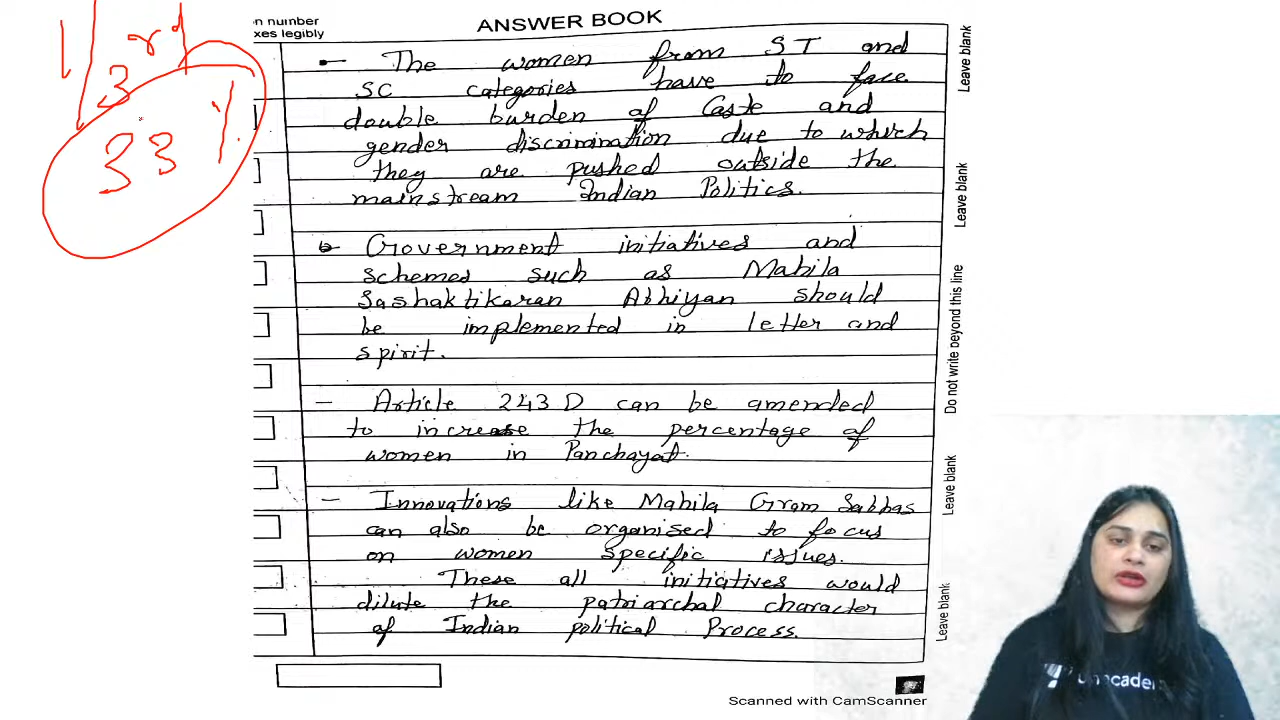 1/3rd
33%
on number
xes legibly
ANSWER BOOK
- The women from ST and
SC categories have to face
double burden of Caste and
gender discrimination due to which
they are pushed outside the
mainstream Indian Politics.
Government initiatives and
schemes such as Mahila
Sashaktikaran Abhiyan should
be implemented in letter and
spirit.
- Article 243 D can be amended
to increase the percentage of
women in Panchayat.
- Innovations like Mahila Gram Sabhas
can also be organised to focus
on women specific issues.
These all initiatives would
dilute the patriarchal character
of Indian political Process.
Leave blank
Leave blank
Do not write beyond this line
Leave blank
Leave blank
Scanned with CamScanner
unacadem